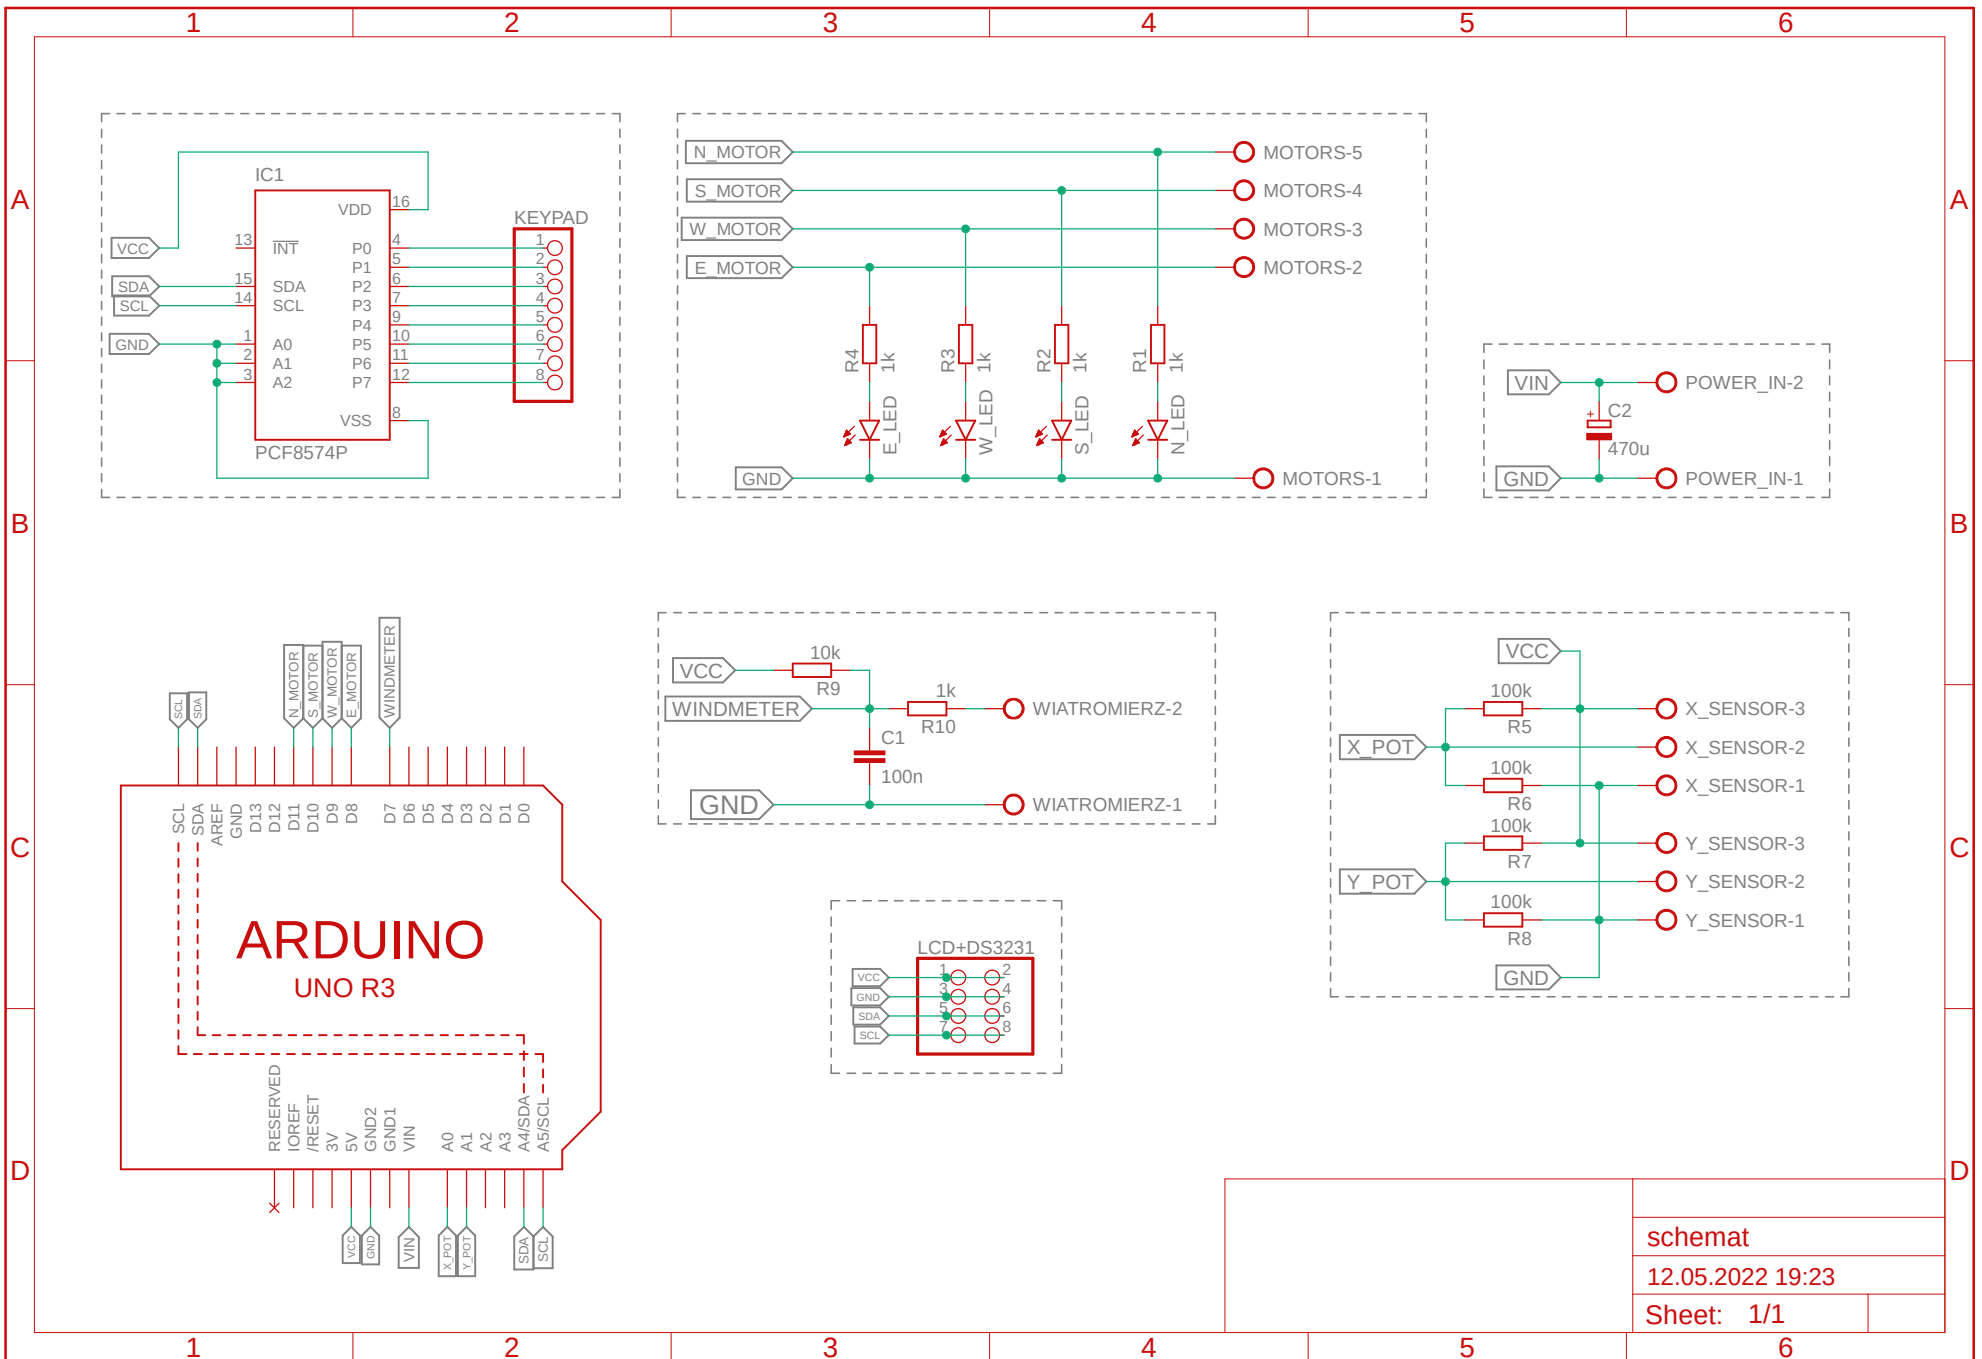 1 2 3 4 5 6
A A
B B
C C
D D
IC1
VCC
SDA
SCL
GND
13
15
14
1
2
3
INT
SDA
SCL
A0
A1
A2
VDD
P0
P1
P2
P3
P4
P5
P6
P7
VSS
16
4
5
6
7
9
10
11
12
8
PCF8574P
KEYPAD
1
2
3
4
5
6
7
8
N_MOTOR MOTORS-5
S_MOTOR MOTORS-4
W_MOTOR MOTORS-3
E_MOTOR MOTORS-2
R4 1k R3 1k R2 1k R1 1k
E_LED W_LED S_LED N_LED
GND MOTORS-1
VIN POWER_IN-2
+ C2
470u
GND POWER_IN-1
SCL SDA N_MOTOR S_MOTOR W_MOTOR E_MOTOR WINDMETER
SCL SDA AREF GND D13 D12 D11 D10 D9 D8 D7 D6 D5 D4 D3 D2 D1 D0
ARDUINO
UNO R3
RESERVED IOREF /RESET 3V 5V GND2 GND1 VIN A0 A1 A2 A3 A4/SDA A5/SCL
VCC GND VIN X_POT Y_POT SDA SCL
10k
VCC
R9
1k
WINDMETER WIATROMIERZ-2
R10
C1
100n
GND WIATROMIERZ-1
LCD+DS3231
VCC 1 2
GND 3 4
SDA 5 6
SCL 7 8
VCC
100k
X_SENSOR-3
R5
X_POT X_SENSOR-2
100k
X_SENSOR-1
R6
100k
Y_SENSOR-3
R7
Y_POT Y_SENSOR-2
100k
Y_SENSOR-1
R8
GND
schemat
12.05.2022 19:23
Sheet: 1/1
1 2 3 4 5 6